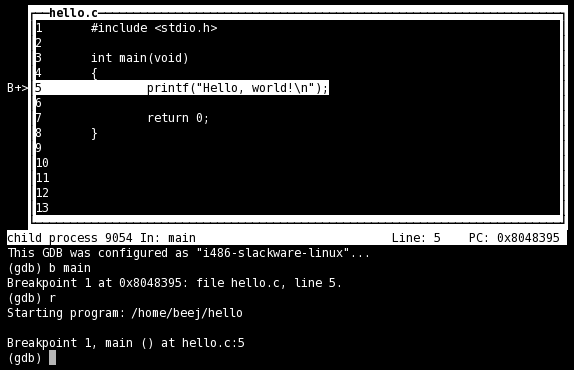 hello.c
1 #include <stdio.h>
2
3 int main(void)
4 {
B+> 5 printf("Hello, world!\n");
6
7 return 0;
8 }
9
10
11
12
13
child process 9054 In: main Line: 5 PC: 0x8048395
This GDB was configured as "i486-slackware-linux"...
(gdb) b main
Breakpoint 1 at 0x8048395: file hello.c, line 5.
(gdb) r
Starting program: /home/beej/hello
Breakpoint 1, main () at hello.c:5
(gdb)